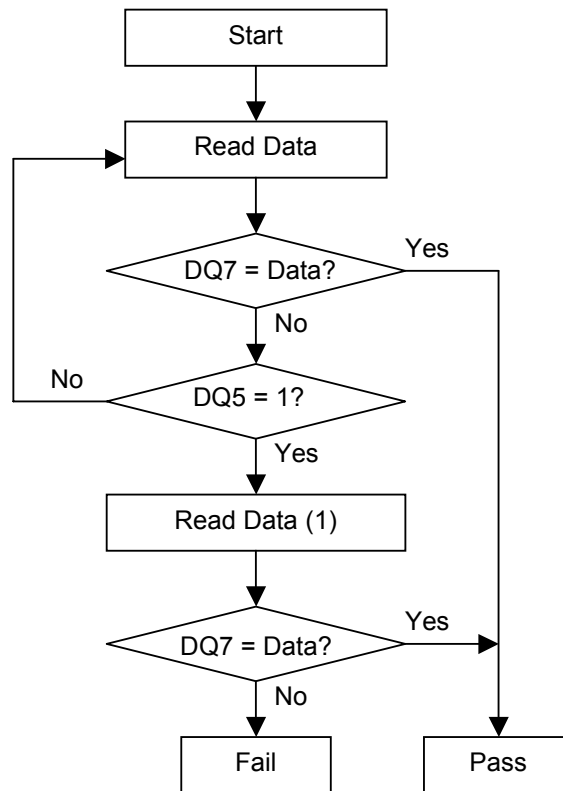 Start
Read Data
DQ7 = Data?
Yes
No
No
DQ5 = 1?
Yes
Read Data (1)
DQ7 = Data?
Yes
No
Fail
Pass